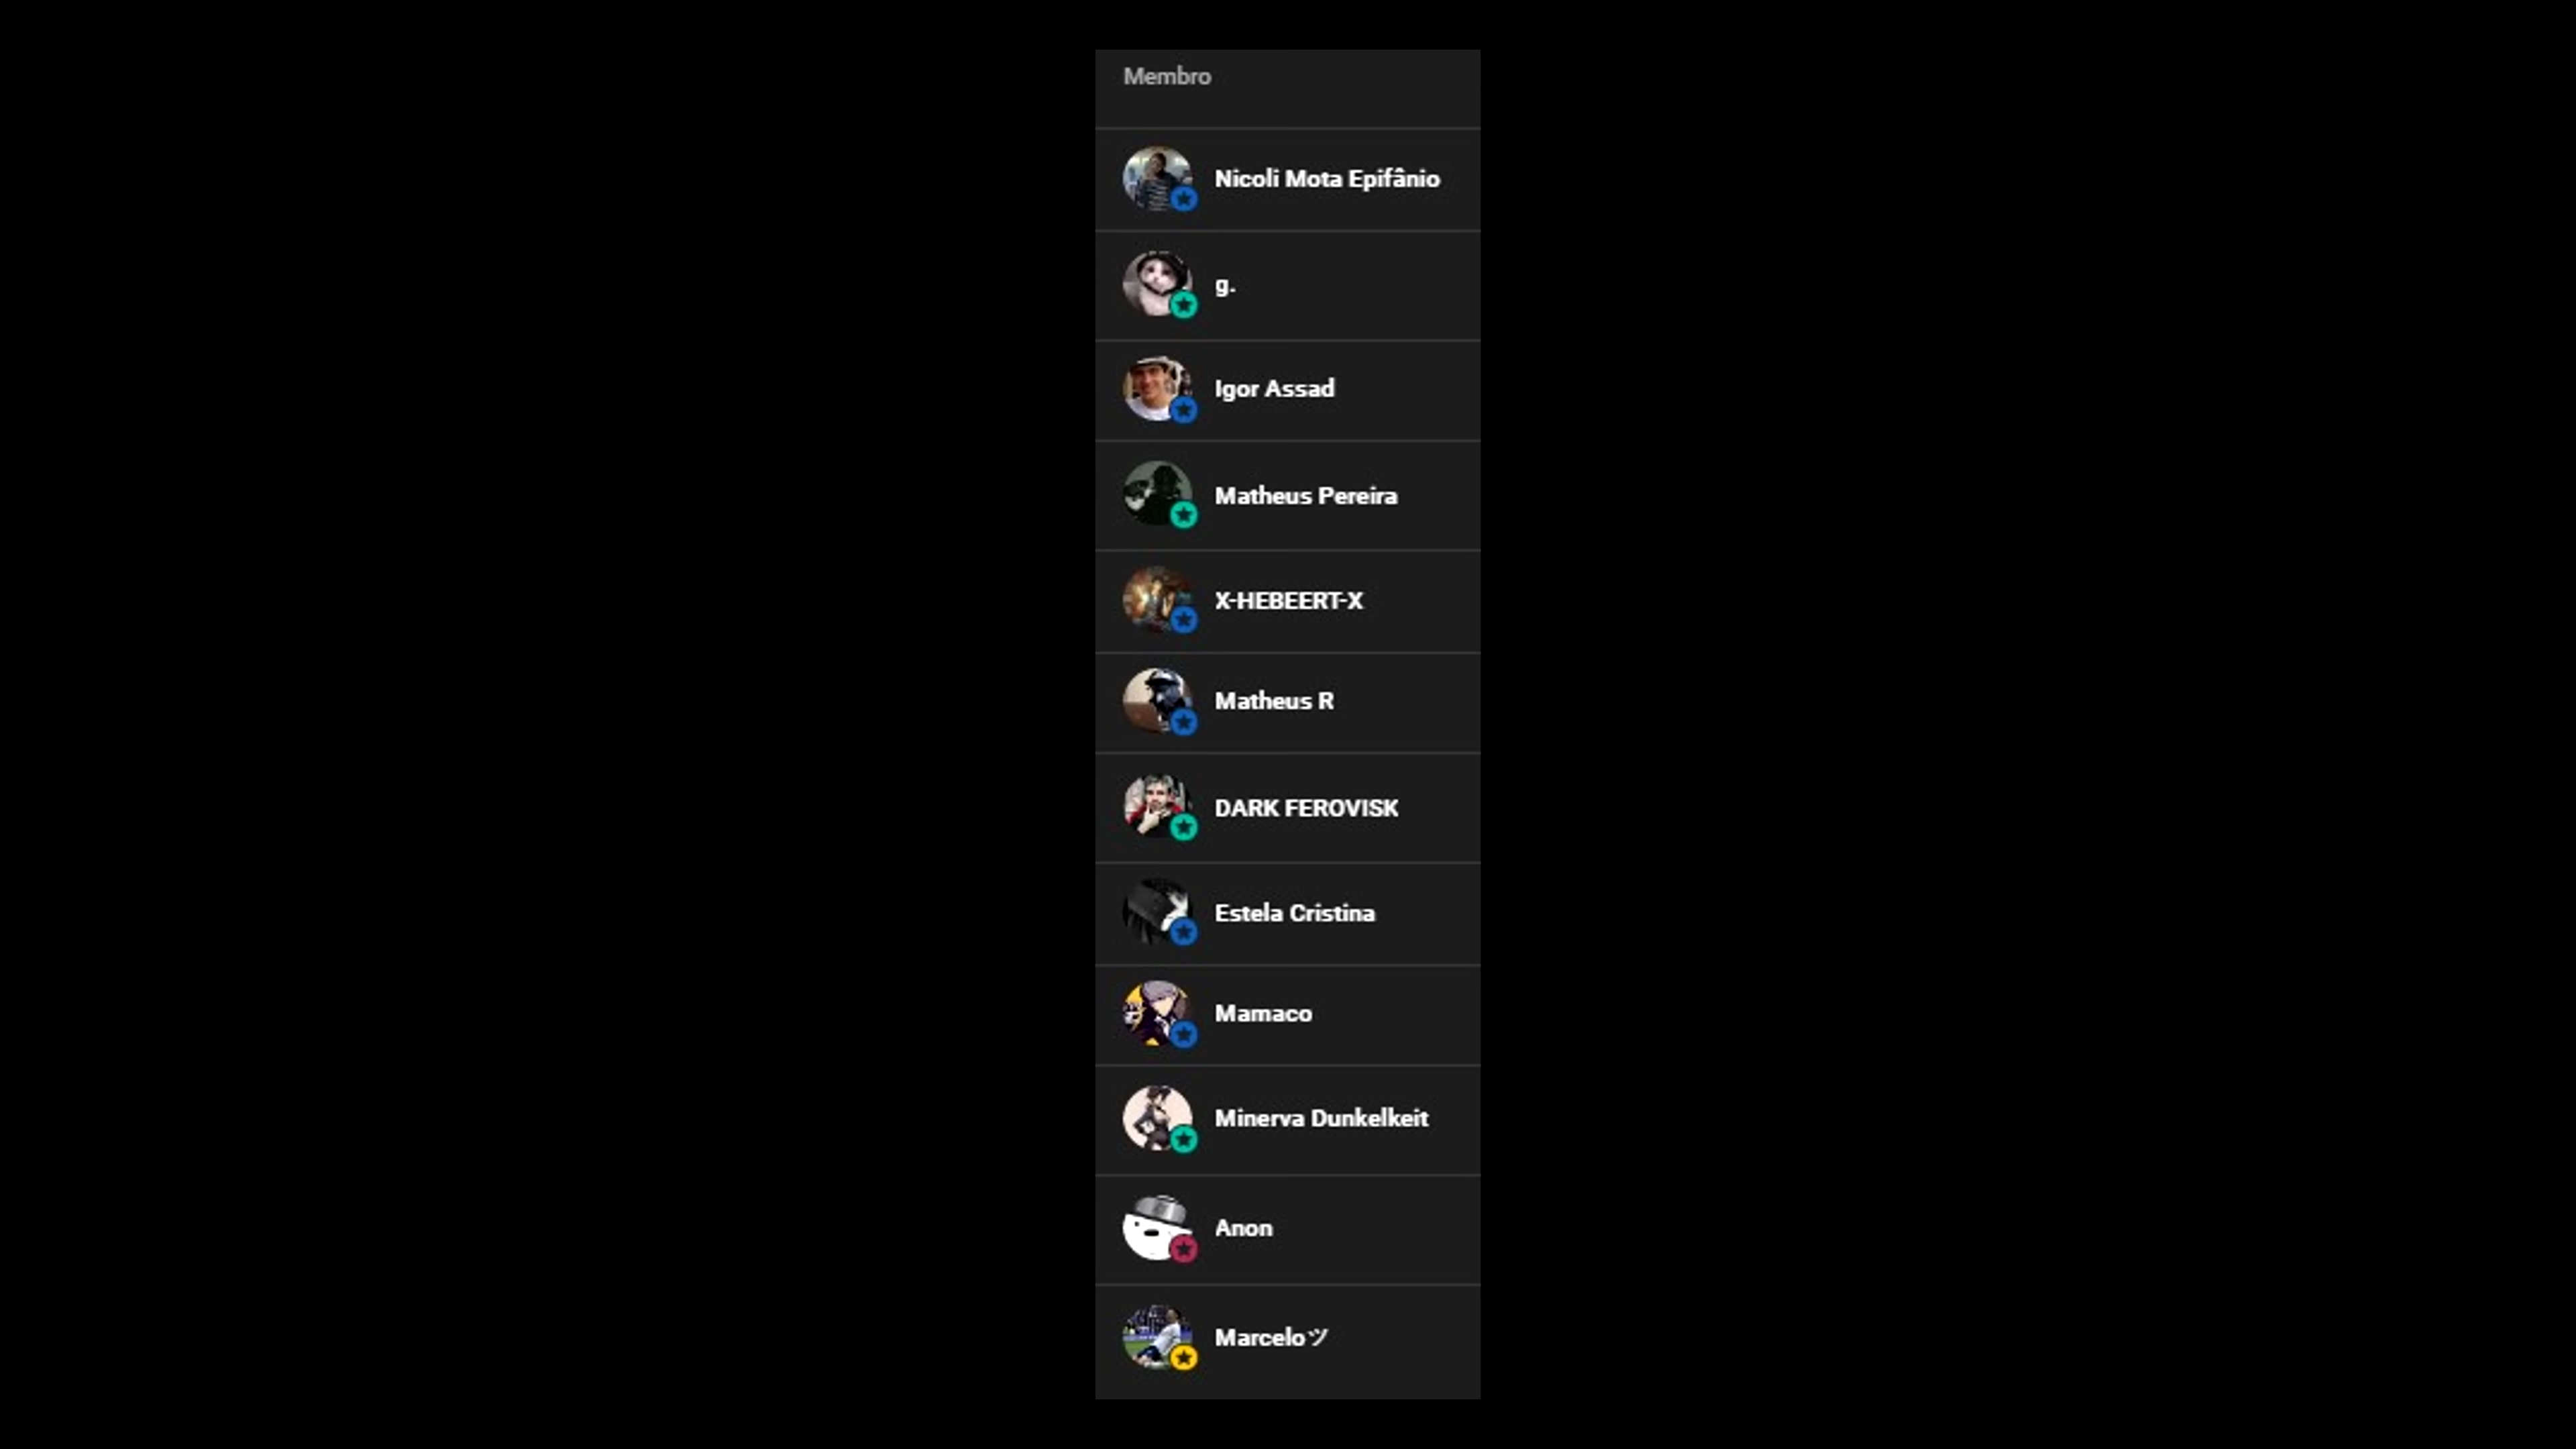 Membro
Nicoli Mota Epifânio
g.
Igor Assad
Matheus Pereira
X-HEBEERT-X
Matheus R
DARK FEROVISK
Estela Cristina
Mamaco
Minerva Dunkelkeit
Anon
Marceloツ